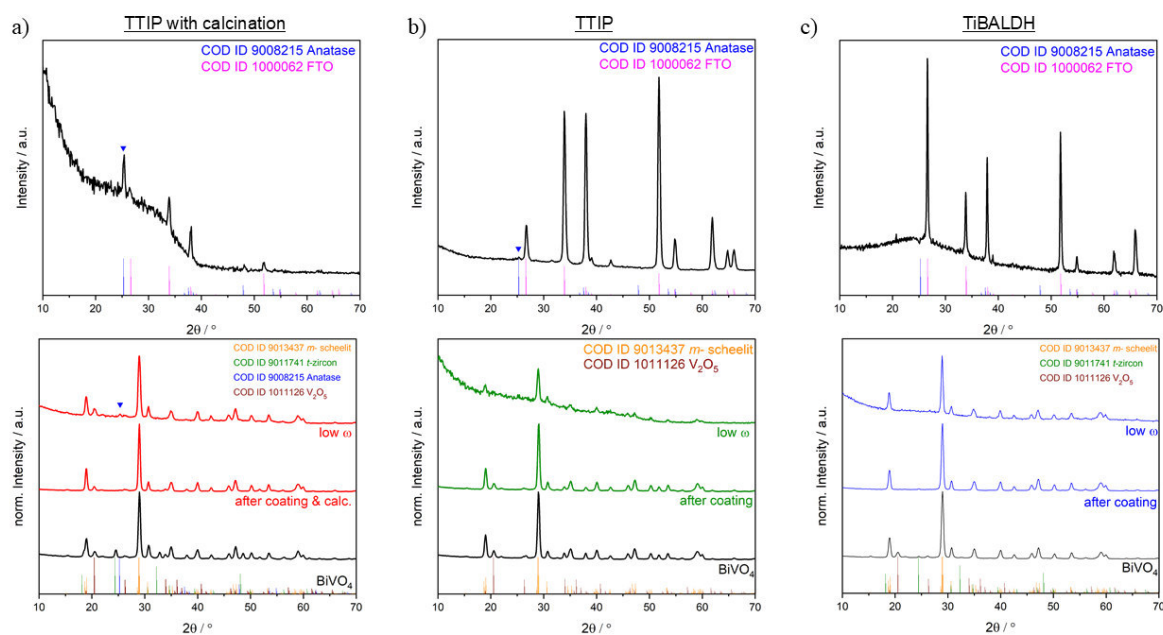 a)
TTIP with calcination
COD ID 9008215 Anatase
COD ID 1000062 FTO
Intensity / a.u.
10 20 30 40 50 60 70
2θ / °
b)
TTIP
COD ID 9008215 Anatase
COD ID 1000062 FTO
Intensity / a.u.
10 20 30 40 50 60 70
2θ / °
c)
TiBALDH
COD ID 9008215 Anatase
COD ID 1000062 FTO
Intensity / a.u.
10 20 30 40 50 60 70
2θ / °
COD ID 9013437 m- scheelit
COD ID 9011741 t-zircon
COD ID 9008215 Anatase
COD ID 1011126 V₂O₅
norm. Intensity / a.u.
low ω
after coating & calc.
BiVO₄
10 20 30 40 50 60 70
2θ / °
COD ID 9013437 m- scheelit
COD ID 1011126 V₂O₅
norm. Intensity / a.u.
low ω
after coating
BiVO₄
10 20 30 40 50 60 70
2θ / °
COD ID 9013437 m- scheelit
COD ID 9011741 t-zircon
COD ID 1011126 V₂O₅
norm. Intensity / a.u.
low ω
after coating
BiVO₄
10 20 30 40 50 60 70
2θ / °